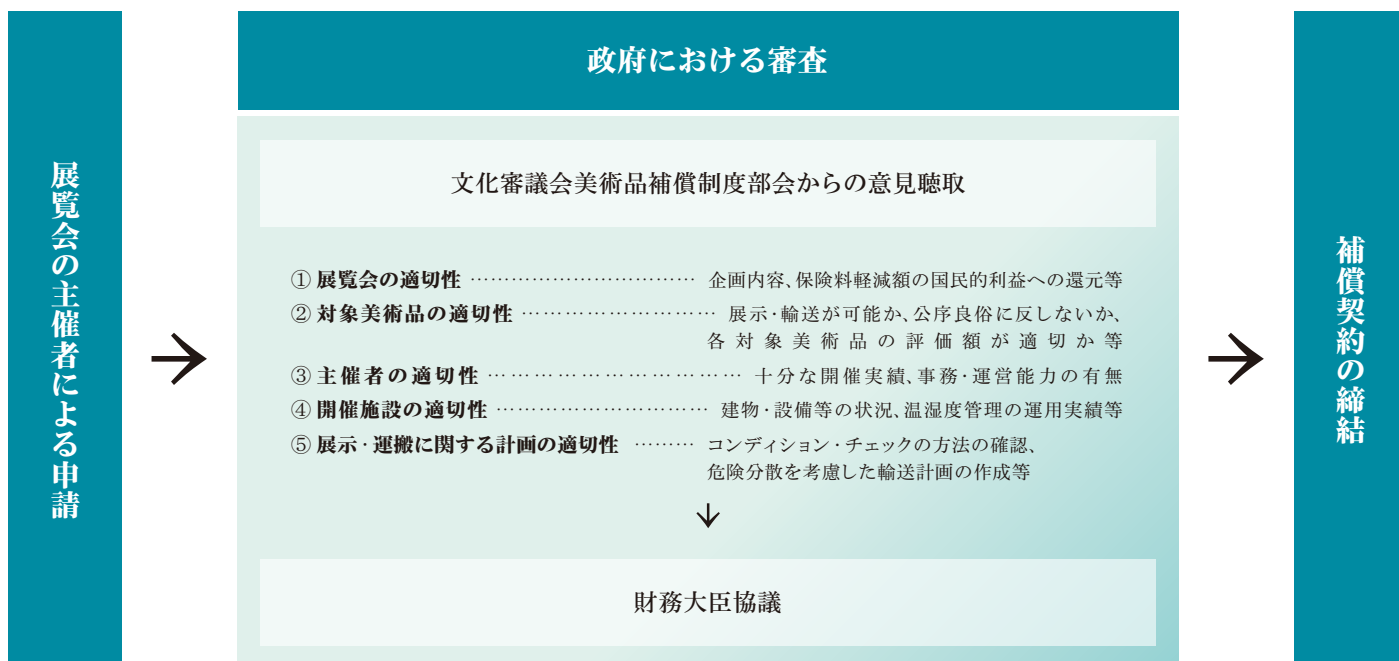 展覧会の主催者による申請
→
政府における審査
文化審議会美術品補償制度部会からの意見聴取
① 展覧会の適切性 ………………………… 企画内容、保険料軽減額の国民的利益への還元等
② 対象美術品の適切性 ……………………… 展示・輸送が可能か、公序良俗に反しないか、
各対象美術品の評価額が適切か等
③ 主催者の適切性 …………………………… 十分な開催実績、事務・運営能力の有無
④ 開催施設の適切性 ……………………… 建物・設備等の状況、温湿度管理の運用実績等
⑤ 展示・運搬に関する計画の適切性 ……… コンディション・チェックの方法の確認、
危険分散を考慮した輸送計画の作成等
↓
財務大臣協議
→
補償契約の締結